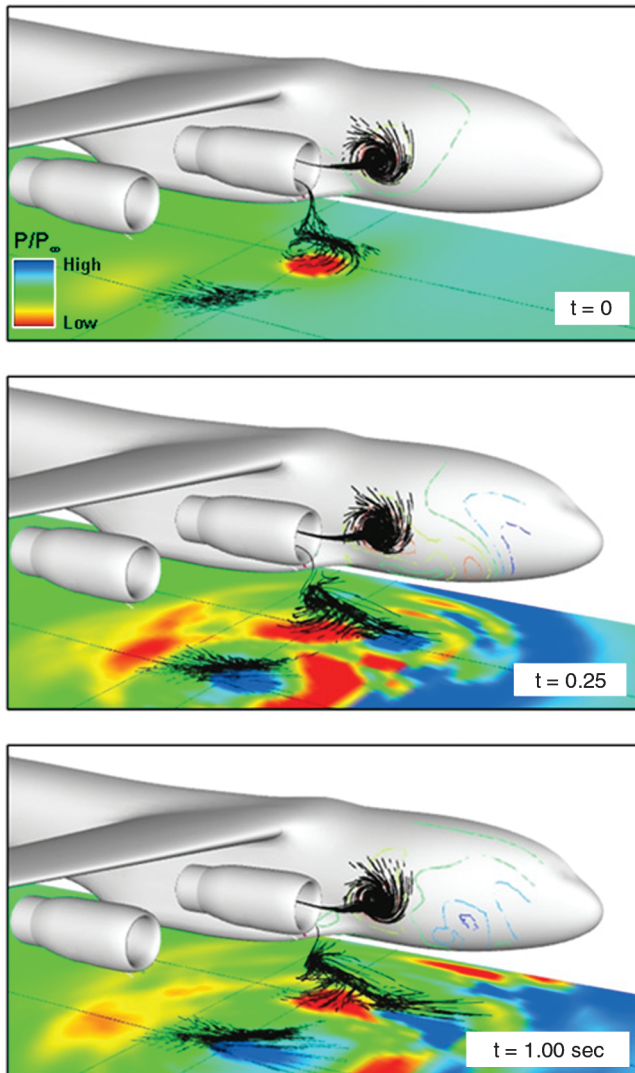 P/P∞
High
Low
t = 0
t = 0.25
t = 1.00 sec